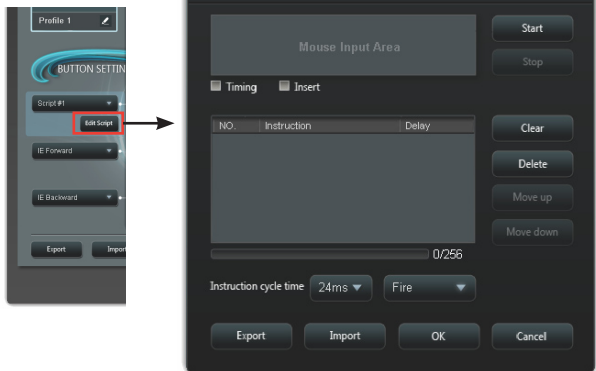 Profile 1
BUTTON SETTIN
Script #1
Edit Script
IE Forward
IE Backward
Export
Import
Mouse Input Area
Start
Stop
Timing
Insert
NO. Instruction Delay
Clear
Delete
Move up
Move down
0/256
Instruction cycle time 24ms Fire
Export Import OK Cancel